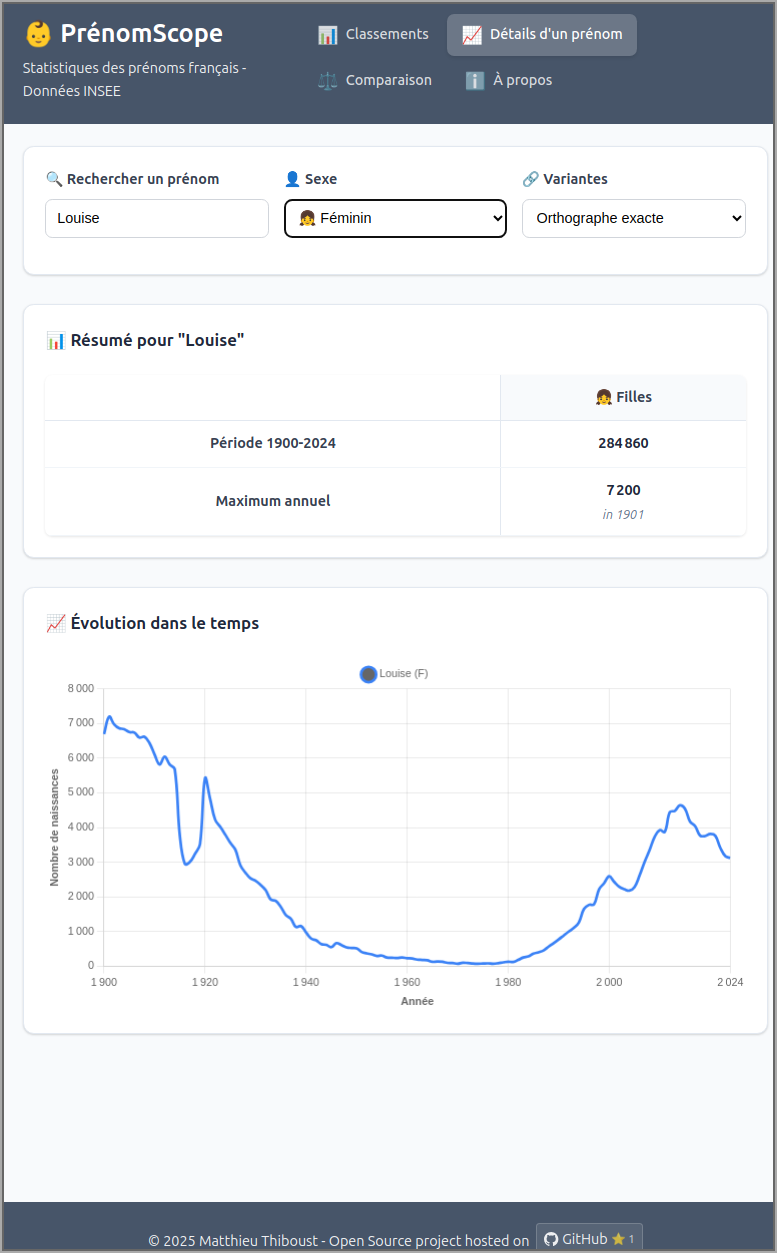 PrénomScope
Statistiques des prénoms français -
Données INSEE
Classements
Détails d'un prénom
Comparaison
À propos
Rechercher un prénom
Sexe
Variantes
Louise
Féminin
Orthographe exacte
Résumé pour "Louise"
Filles
Période 1900-2024
284 860
Maximum annuel
7 200
in 1901
Évolution dans le temps
Louise (F)
8 000
7 000
6 000
5 000
4 000
3 000
2 000
1 000
0
Nombre de naissances
1 900
1 920
1 940
1 960
1 980
2 000
2 024
Année
© 2025 Matthieu Thiboust - Open Source project hosted on GitHub ⭐ 1